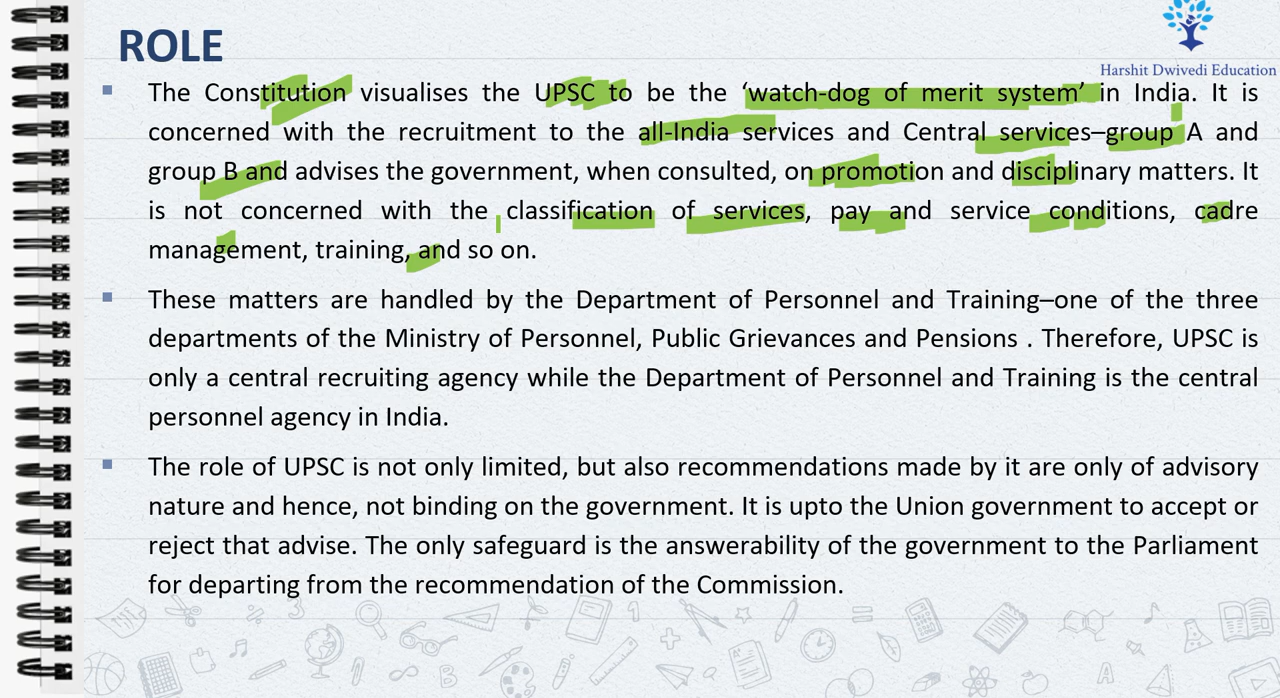 ROLE
Harshit Dwivedi Education
▪ The Constitution visualises the UPSC to be the ‘watch-dog of merit system’ in India. It is
concerned with the recruitment to the all-India services and Central services–group A and
group B and advises the government, when consulted, on promotion and disciplinary matters. It
is not concerned with the classification of services, pay and service conditions, cadre
management, training, and so on.
▪ These matters are handled by the Department of Personnel and Training–one of the three
departments of the Ministry of Personnel, Public Grievances and Pensions . Therefore, UPSC is
only a central recruiting agency while the Department of Personnel and Training is the central
personnel agency in India.
▪ The role of UPSC is not only limited, but also recommendations made by it are only of advisory
nature and hence, not binding on the government. It is upto the Union government to accept or
reject that advise. The only safeguard is the answerability of the government to the Parliament
for departing from the recommendation of the Commission.